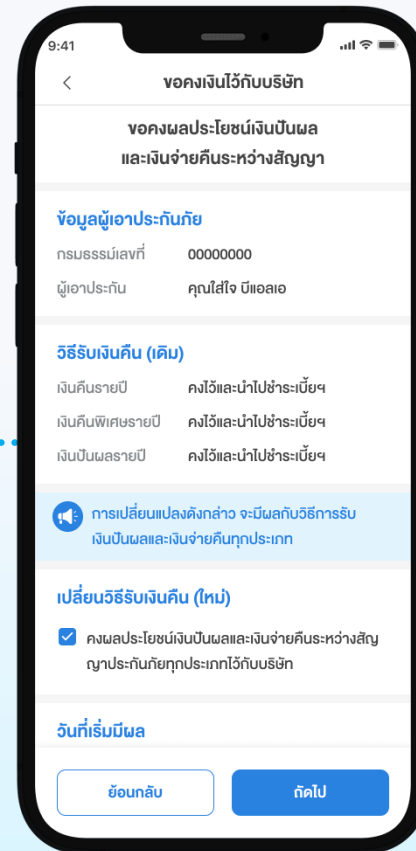 9:41
ขอคงเงินไว้กับบริษัท
ขอคงผลประโยชน์เงินปันผล
และเงินจ่ายคืนระหว่างสัญญา
ข้อมูลผู้เอาประกันภัย
กรมธรรม์เลขที่ 00000000
ผู้เอาประกัน คุณใส่ใจ บีแอลเอ
วิธีรับเงินคืน (เดิม)
เงินคืนรายปี คงไว้และนำไปชำระเบี้ยฯ
เงินคืนพิเศษรายปี คงไว้และนำไปชำระเบี้ยฯ
เงินปันผลรายปี คงไว้และนำไปชำระเบี้ยฯ
การเปลี่ยนแปลงดังกล่าว จะมีผลกับวิธีการรับ
เงินปันผลและเงินจ่ายคืนทุกประเภท
เปลี่ยนวิธีรับเงินคืน (ใหม่)
คงผลประโยชน์เงินปันผลและเงินจ่ายคืนระหว่างสัญ
ญาประกันภัยทุกประเภทไว้กับบริษัท
วันที่เริ่มมีผล
ย้อนกลับ ถัดไป